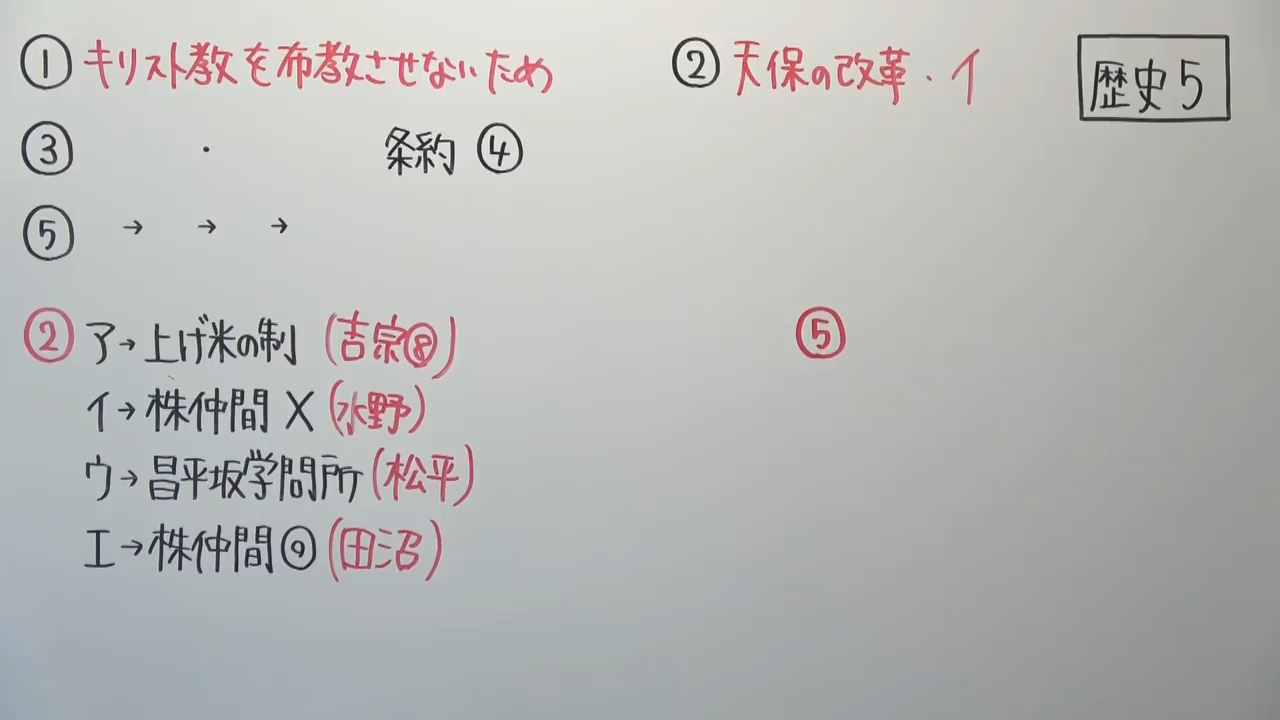 ① キリスト教を布教させないため ② 天保の改革・イ 歴史5
③ ・ 条約 ④
⑤ → → →
② ア→上げ米の制 (吉宗⑧)
⑤
イ→株仲間 X (水野)
ウ→昌平坂学問所 (松平)
エ→株仲間 ㋨ (田沼)